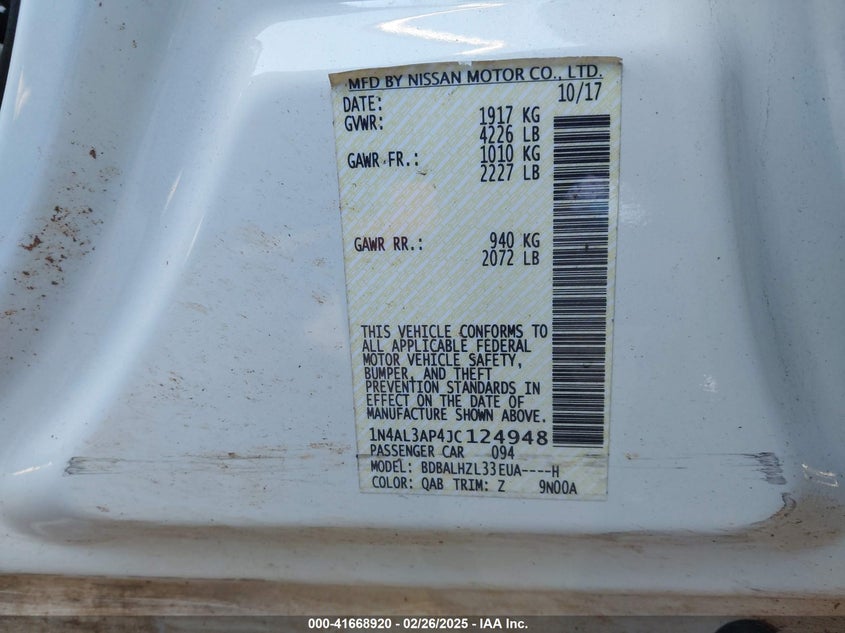 MFD BY NISSAN MOTOR CO., LTD.
DATE: 10/17
GVWR: 1917 KG
4226 LB
GAWR FR.: 1010 KG
2227 LB
GAWR RR.: 940 KG
2072 LB
THIS VEHICLE CONFORMS TO
ALL APPLICABLE FEDERAL
MOTOR VEHICLE SAFETY,
BUMPER, AND THEFT
PREVENTION STANDARDS IN
EFFECT ON THE DATE OF
MANUFACTURE SHOWN ABOVE.
1N4AL3AP4JC124948
PASSENGER CAR 094
MODEL: BDBALHZL33EUA----H
COLOR: QAB TRIM: Z 9N00A
000-41668920 / 02/26/2025 - IAA Inc.